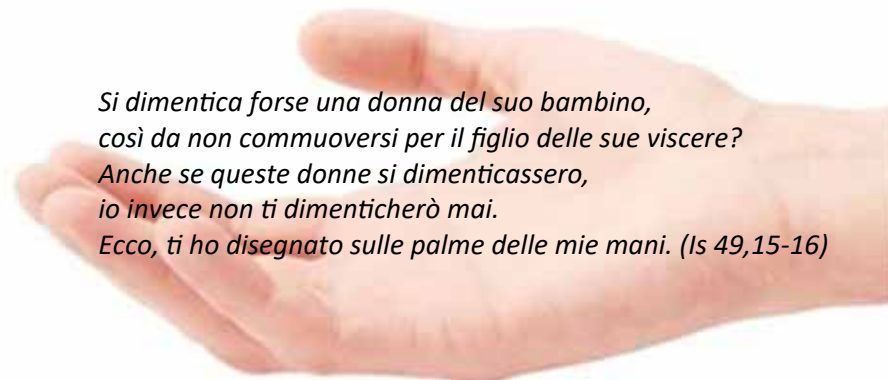 Si dimentica forse una donna del suo bambino,
così da non commuoversi per il figlio delle sue viscere?
Anche se queste donne si dimenticassero,
io invece non ti dimenticherò mai.
Ecco, ti ho disegnato sulle palme delle mie mani. (Is 49,15-16)